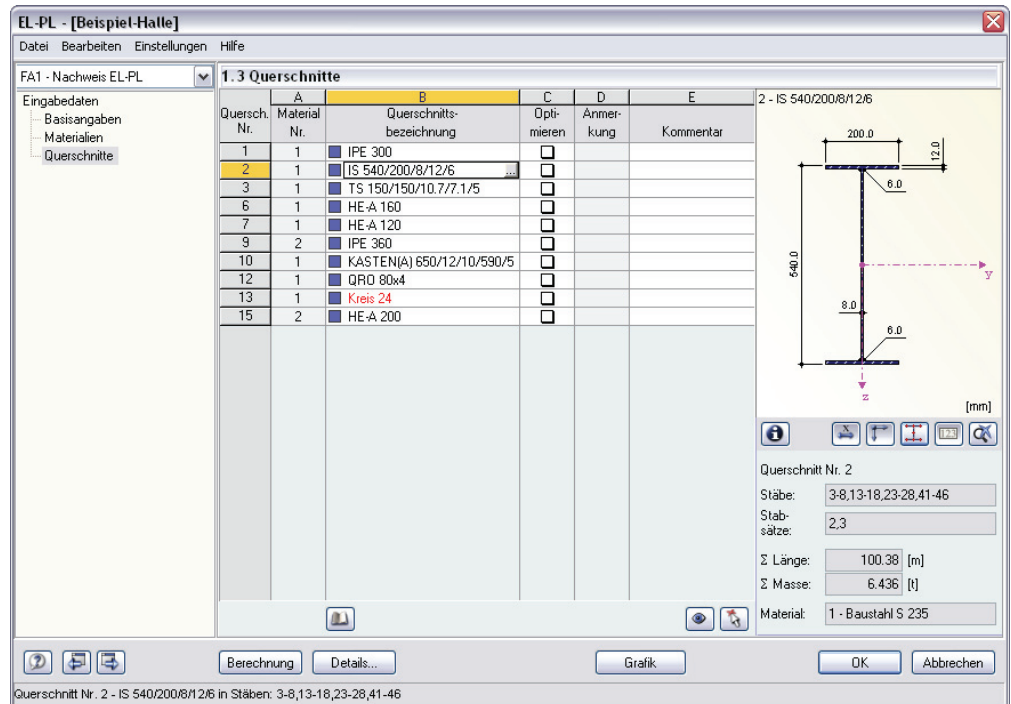 EL-PL - [Beispiel-Halle]
Datei Bearbeiten Einstellungen Hilfe
FA1 - Nachweis EL-PL
Eingabedaten
Basisangaben
Materialien
Querschnitte
1.3 Querschnitte
A B C D E
Quersch. Nr. Material Nr. Querschnitts-bezeichnung Opti-mieren Anmer-kung Kommentar
1 1 IPE 300
2 1 IS 540/200/8/12/6 ...
3 1 TS 150/150/10.7/7.1/5
6 1 HE-A 160
7 1 HE-A 120
9 2 IPE 360
10 1 KASTEN(A) 650/12/10/590/5
12 1 QRO 80x4
13 1 Kreis 24
15 2 HE-A 200
2 - IS 540/200/8/12/6
200.0
12.0
6.0
540.0
y
8.0
6.0
z
[mm]
Querschnitt Nr. 2
Stäbe: 3-8,13-18,23-28,41-46
Stab-sätze: 2,3
Σ Länge: 100.38 [m]
Σ Masse: 6.436 [t]
Material: 1 - Baustahl S 235
Berechnung Details... Grafik OK Abbrechen
Querschnitt Nr. 2 - IS 540/200/8/12/6 in Stäben: 3-8,13-18,23-28,41-46